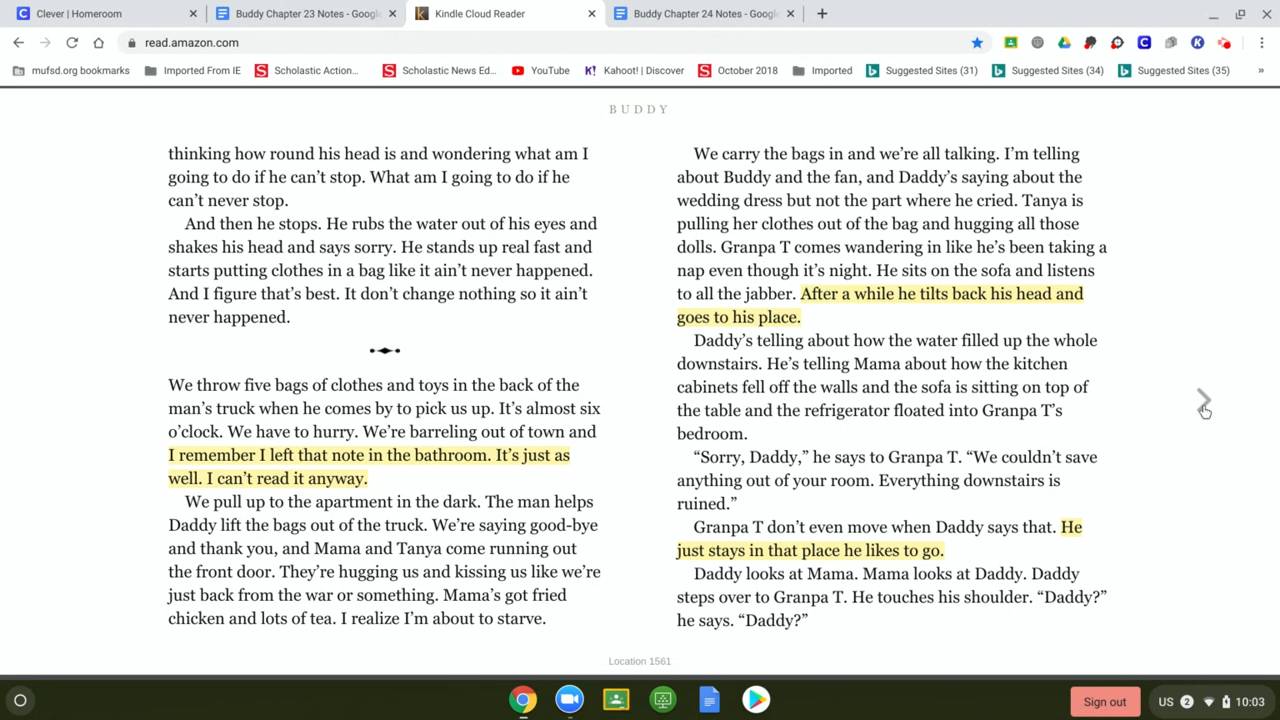 Clever | Homeroom
Buddy Chapter 23 Notes - Google
Kindle Cloud Reader
Buddy Chapter 24 Notes - Google
read.amazon.com
mufsd.org bookmarks
Imported From IE
Scholastic Action...
Scholastic News Ed...
YouTube
Kahoot! | Discover
October 2018
Imported
Suggested Sites (31)
Suggested Sites (34)
Suggested Sites (35)
BUDDY
thinking how round his head is and wondering what am I
going to do if he can’t stop. What am I going to do if he
can’t never stop.
And then he stops. He rubs the water out of his eyes and
shakes his head and says sorry. He stands up real fast and
starts putting clothes in a bag like it ain’t never happened.
And I figure that’s best. It don’t change nothing so it ain’t
never happened.
We throw five bags of clothes and toys in the back of the
man’s truck when he comes by to pick us up. It’s almost six
o’clock. We have to hurry. We’re barreling out of town and
I remember I left that note in the bathroom. It’s just as
well. I can’t read it anyway.
We pull up to the apartment in the dark. The man helps
Daddy lift the bags out of the truck. We’re saying good-bye
and thank you, and Mama and Tanya come running out
the front door. They’re hugging us and kissing us like we’re
just back from the war or something. Mama’s got fried
chicken and lots of tea. I realize I’m about to starve.
We carry the bags in and we’re all talking. I’m telling
about Buddy and the fan, and Daddy’s saying about the
wedding dress but not the part where he cried. Tanya is
pulling her clothes out of the bag and hugging all those
dolls. Granpa T comes wandering in like he’s been taking a
nap even though it’s night. He sits on the sofa and listens
to all the jabber. After a while he tilts back his head and
goes to his place.
Daddy’s telling about how the water filled up the whole
downstairs. He’s telling Mama about how the kitchen
cabinets fell off the walls and the sofa is sitting on top of
the table and the refrigerator floated into Granpa T’s
bedroom.
“Sorry, Daddy,” he says to Granpa T. “We couldn’t save
anything out of your room. Everything downstairs is
ruined.”
Granpa T don’t even move when Daddy says that. He
just stays in that place he likes to go.
Daddy looks at Mama. Mama looks at Daddy. Daddy
steps over to Granpa T. He touches his shoulder. “Daddy?”
he says. “Daddy?”
Location 1561
Sign out
US 2 10:03